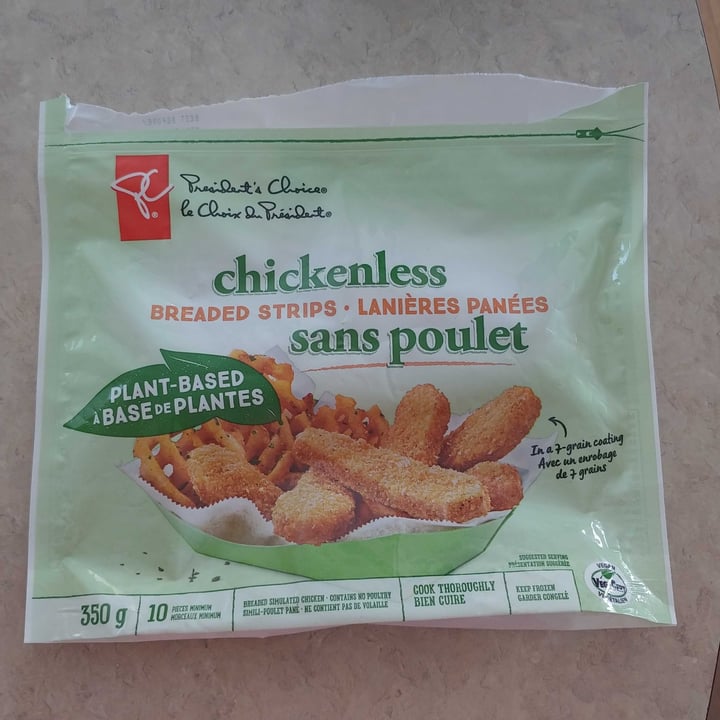 President's Choice®
le Choix du Président®
chickenless
BREADED STRIPS • LANIÈRES PANÉES
sans poulet
PLANT-BASED
À BASE DE PLANTES
In a 7-grain coating
Avec un enrobage
de 7 grains
SUGGESTED SERVING
PRÉSENTATION SUGGÉRÉE
350 g
10
PIECES MINIMUM
MORCEAUX MINIMUM
BREADED SIMULATED CHICKEN • CONTAINS NO POULTRY
SIMILI-POULET PANÉ • NE CONTIENT PAS DE VOLAILLE
COOK THOROUGHLY
BIEN CUIRE
KEEP FROZEN
GARDER CONGELÉ
VEGAN